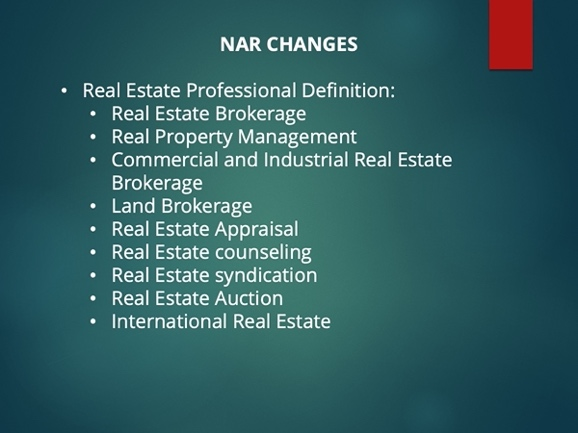 NAR CHANGES
• Real Estate Professional Definition:
• Real Estate Brokerage
• Real Property Management
• Commercial and Industrial Real Estate
Brokerage
• Land Brokerage
• Real Estate Appraisal
• Real Estate counseling
• Real Estate syndication
• Real Estate Auction
• International Real Estate